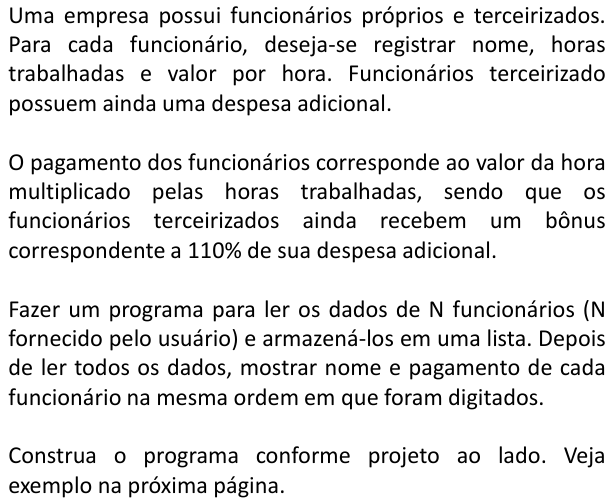 Uma empresa possui funcionários próprios e terceirizados.
Para cada funcionário, deseja-se registrar nome, horas
trabalhadas e valor por hora. Funcionários terceirizado
possuem ainda uma despesa adicional.
O pagamento dos funcionários corresponde ao valor da hora
multiplicado pelas horas trabalhadas, sendo que os
funcionários terceirizados ainda recebem um bônus
correspondente a 110% de sua despesa adicional.
Fazer um programa para ler os dados de N funcionários (N
fornecido pelo usuário) e armazená-los em uma lista. Depois
de ler todos os dados, mostrar nome e pagamento de cada
funcionário na mesma ordem em que foram digitados.
Construa o programa conforme projeto ao lado. Veja
exemplo na próxima página.